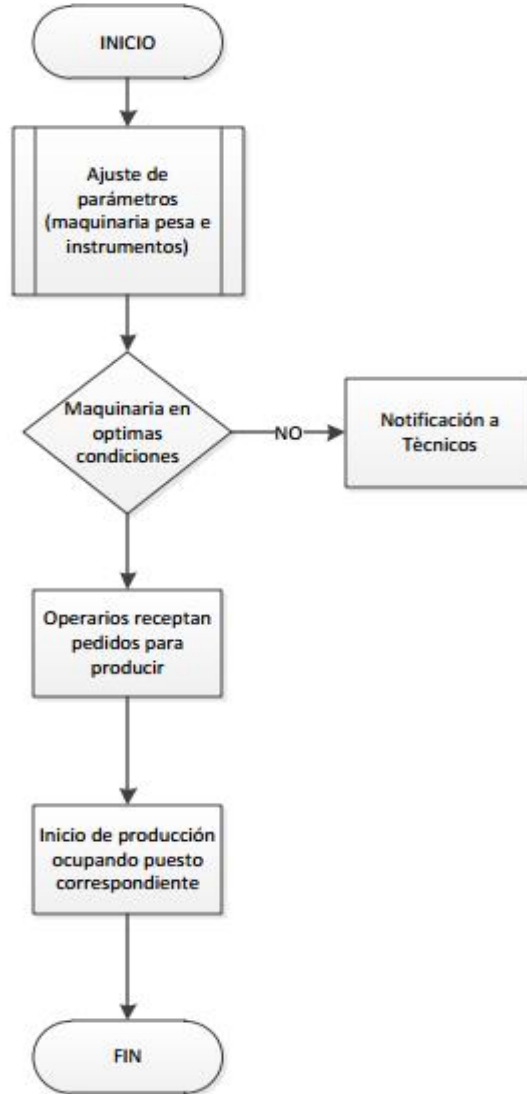 INICIO
Ajuste de
parámetros
(maquinaria pesa e
instrumentos)
Maquinaria en
optimas
condiciones
NO
Notificación a
Tècnicos
Operarios receptan
pedidos para
producir
Inicio de producción
ocupando puesto
correspondiente
FIN